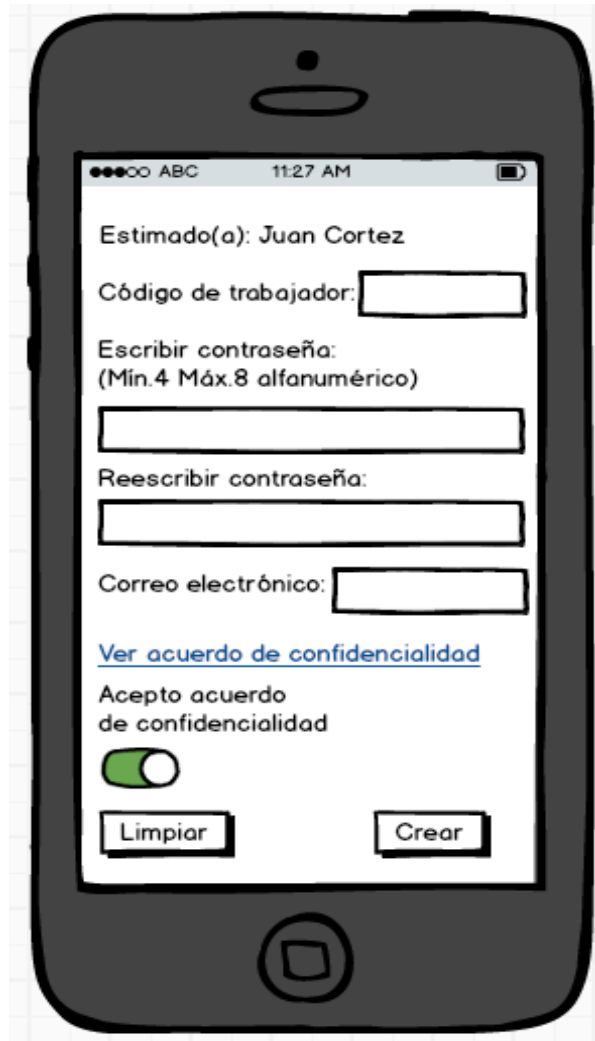 ABC 11:27 AM
Estimado(a): Juan Cortez
Código de trabajador:
Escribir contraseña:
(Mín.4 Máx.8 alfanumérico)
Reescribir contraseña:
Correo electrónico:
Ver acuerdo de confidencialidad
Acepto acuerdo
de confidencialidad
Limpiar Crear